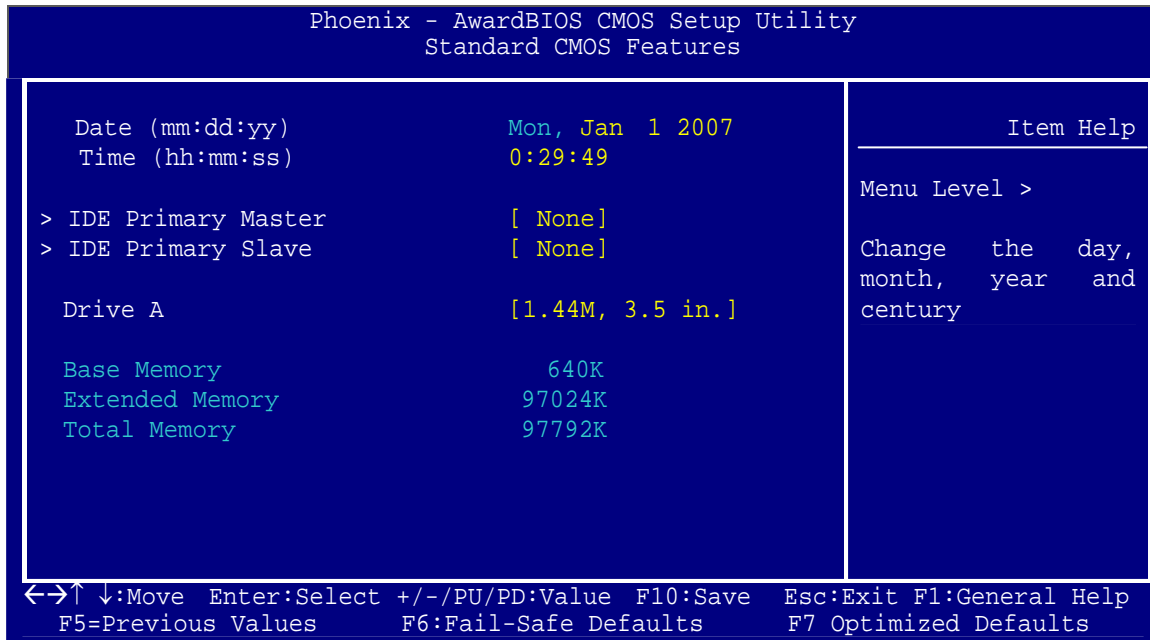 Phoenix - AwardBIOS CMOS Setup Utility
Standard CMOS Features
Date (mm:dd:yy) Mon, Jan 1 2007
Time (hh:mm:ss) 0:29:49
> IDE Primary Master [ None]
> IDE Primary Slave [ None]
Drive A [1.44M, 3.5 in.]
Base Memory 640K
Extended Memory 97024K
Total Memory 97792K
Item Help
Menu Level >
Change the day,
month, year and
century
←→↑ ↓:Move Enter:Select +/-/PU/PD:Value F10:Save Esc:Exit F1:General Help
F5=Previous Values F6:Fail-Safe Defaults F7 Optimized Defaults